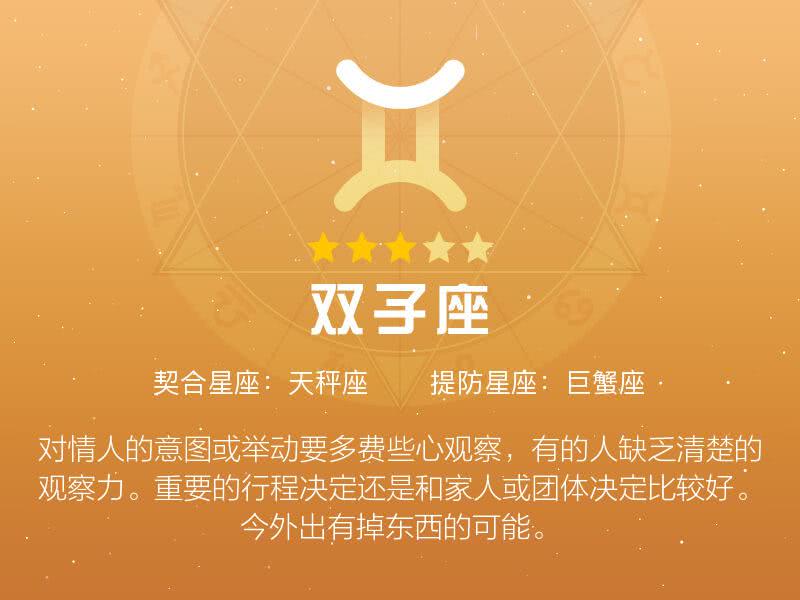 双子座
契合星座：天秤座 提防星座：巨蟹座
对情人的意图或举动要多费些心观察，有的人缺乏清楚的
观察力。重要的行程决定还是和家人或团体决定比较好。
今外出有掉东西的可能。